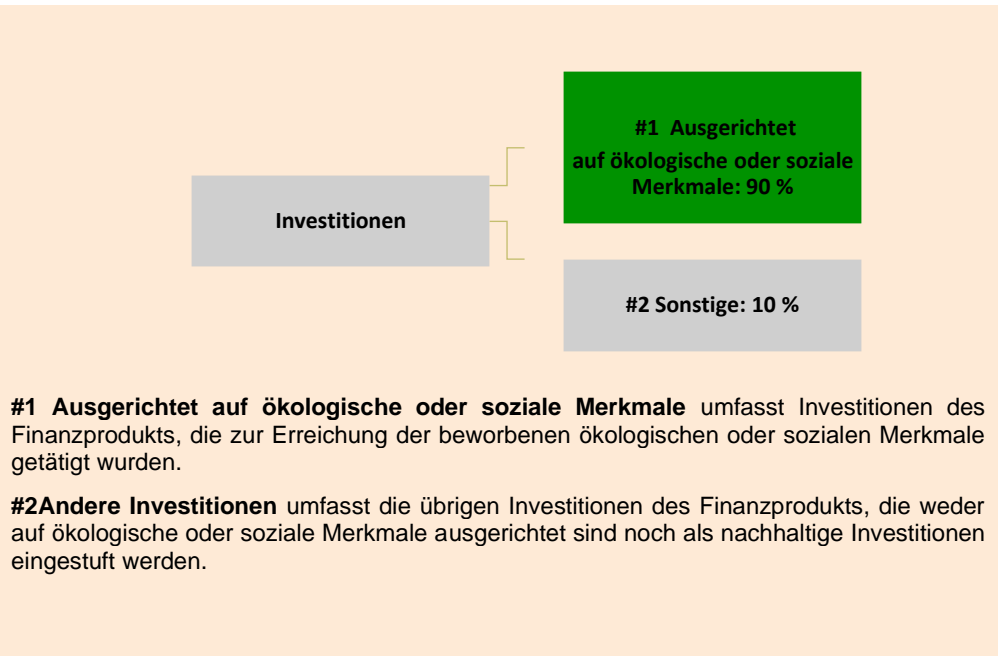 #1 Ausgerichtet
auf ökologische oder soziale
Merkmale: 90 %
Investitionen
#2 Sonstige: 10 %
#1 Ausgerichtet auf ökologische oder soziale Merkmale umfasst Investitionen des
Finanzprodukts, die zur Erreichung der beworbenen ökologischen oder sozialen Merkmale
getätigt wurden.
#2Andere Investitionen umfasst die übrigen Investitionen des Finanzprodukts, die weder
auf ökologische oder soziale Merkmale ausgerichtet sind noch als nachhaltige Investitionen
eingestuft werden.